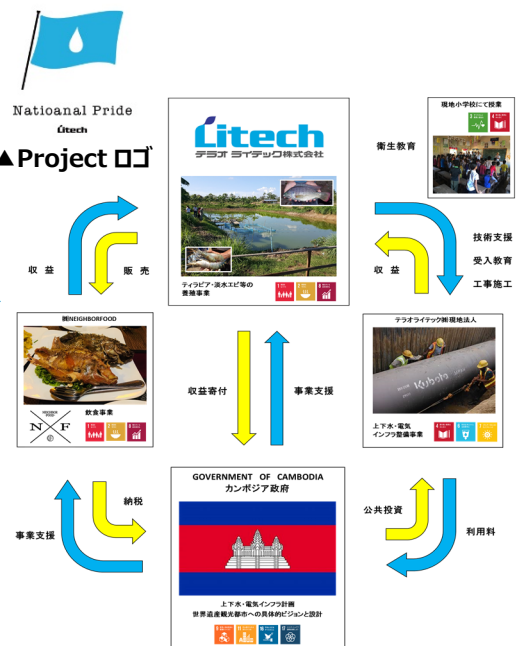 Natioanal Pride
Litech
▲Project ロゴ
Litech
テラオ ライテック株式会社
ティラピア・淡水エビ等の
養殖事業
現地小学校にて授業
衛生教育
収益
販売
収益
技術支援
受入教育
工事施工
㈱NEIGHBORFOOD
飲食事業
N F
収益寄付
事業支援
テラオライテック㈱現地法人
Kubota
上下水・電気
インフラ整備事業
GOVERNMENT OF CAMBODIA
カンボジア政府
上下水・電気インフラ計画
世界遺産観光都市への具体的ビジョンと設計
事業支援
納税
公共投資
利用料